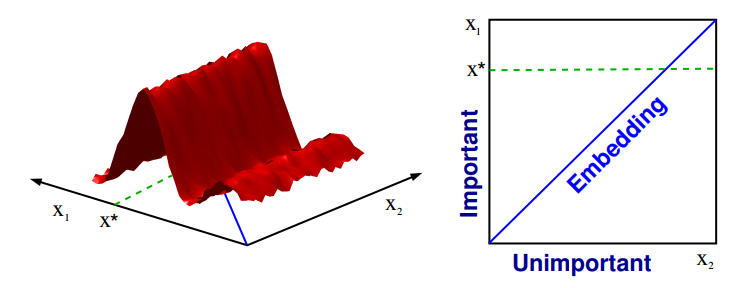 x₁
x*
x₂
x₁
x*
Important
Embedding
Unimportant
x₂